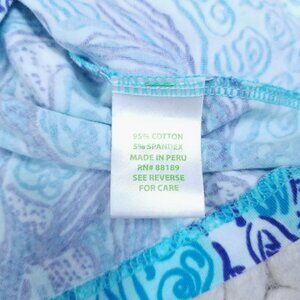 95% COTTON
5% SPANDEX
MADE IN PERU
RN# 88189
SEE REVERSE
FOR CARE